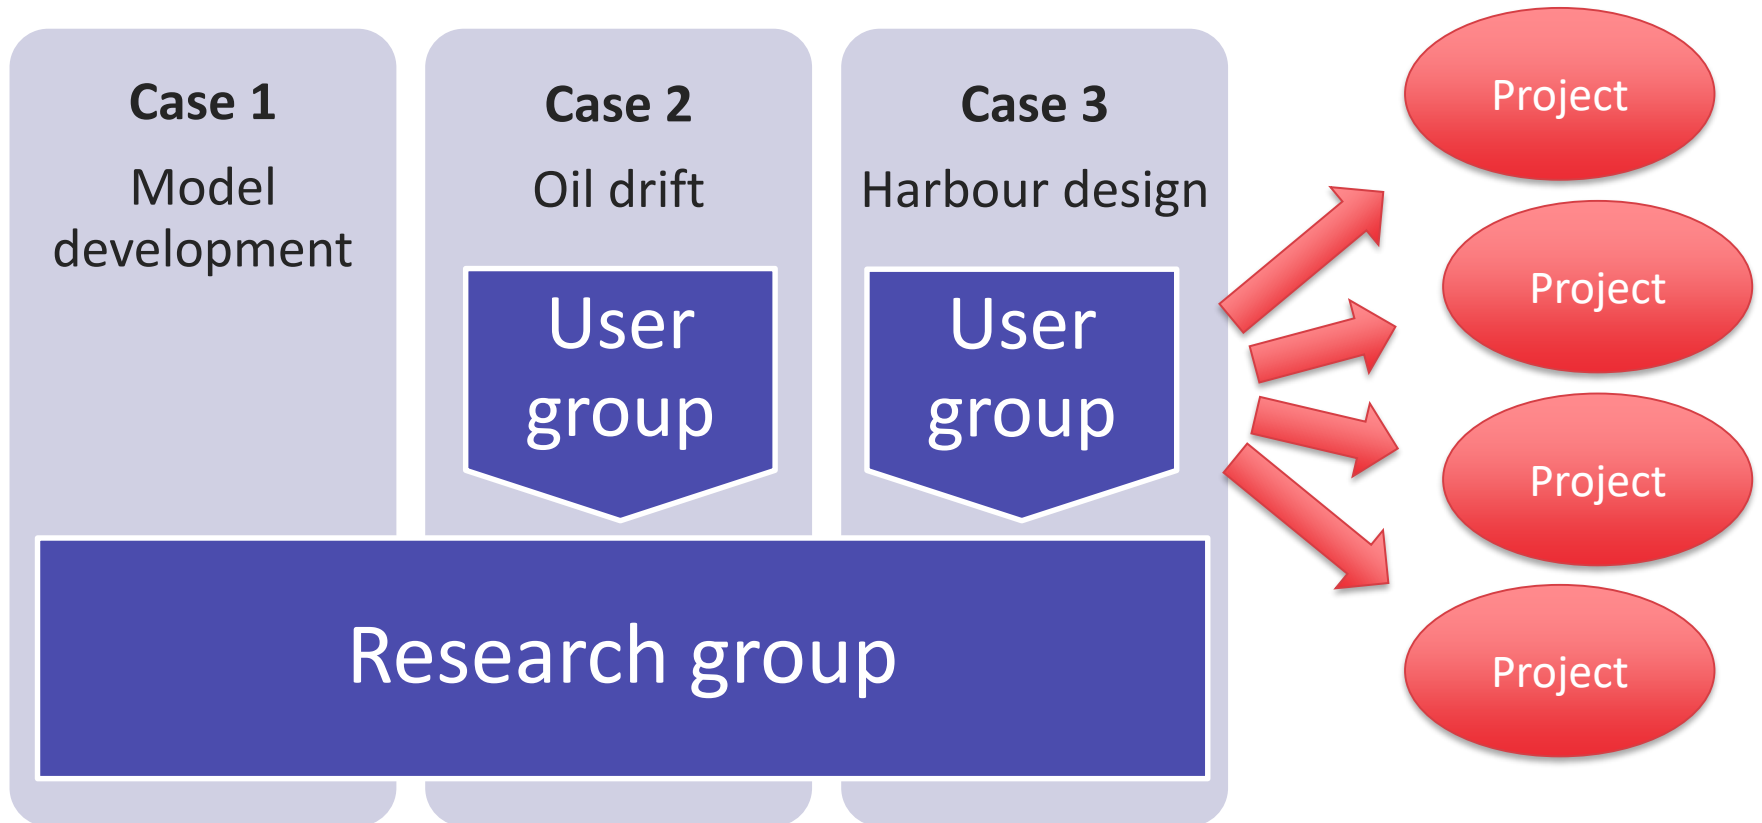 Case 1
Model
development
Case 2
Oil drift
User
group
Case 3
Harbour design
User
group
Research group
Project
Project
Project
Project